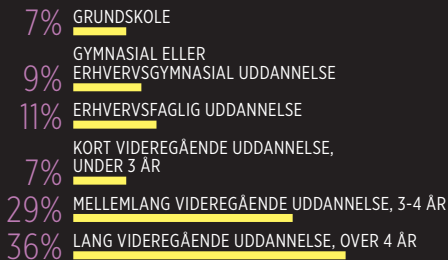 7% GRUNDSKOLE
GYMNASIAL ELLER
9% ERHVERVSGYMNASIAL UDDANNELSE
11% ERHVERVSFAGLIG UDDANNELSE
KORT VIDEREGÅENDE UDDANNELSE,
7% UNDER 3 ÅR
29% MELLEMLANG VIDEREGÅENDE UDDANNELSE, 3-4 ÅR
36% LANG VIDEREGÅENDE UDDANNELSE, OVER 4 ÅR